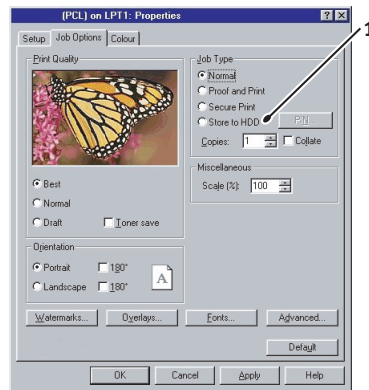 (PCL) on LPT1: Properties
Setup Job Options Colour
Print Quality
Best
Normal
Draft Toner save
Orientation
Portrait 180°
Landscape 180°
A
Job Type
Normal
Proof and Print
Secure Print
Store to HDD PIN...
Copies: 1 Collate
Miscellaneous
Scale (%): 100
Watermarks... Overlays... Fonts... Advanced...
Default
OK Cancel Apply Help
1